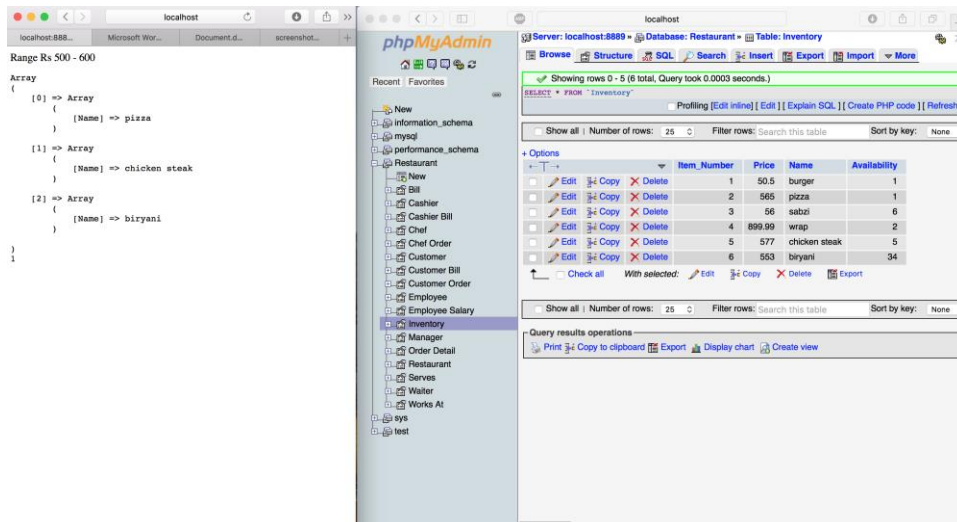 localhost
localhost:888...
Microsoft Wor...
Document.d...
screenshot...
Range Rs 500 - 600
Array
(
[0] => Array
(
[Name] => pizza
)
[1] => Array
(
[Name] => chicken steak
)
[2] => Array
(
[Name] => biryani
)
)
1
localhost
phpMyAdmin
Recent Favorites
New
information_schema
mysql
performance_schema
Restaurant
New
Bill
Cashier
Cashier Bill
Chef
Chef Order
Customer
Customer Bill
Customer Order
Employee
Employee Salary
Inventory
Manager
Order Detail
Restaurant
Serves
Waiter
Works At
sys
test
Server: localhost:8889 » Database: Restaurant » Table: Inventory
Browse Structure SQL Search Insert Export Import More
Showing rows 0 - 5 (6 total, Query took 0.0003 seconds.)
SELECT * FROM `Inventory`
Profiling [Edit inline] [ Edit ] [ Explain SQL ] [ Create PHP code ] [ Refresh
Show all | Number of rows: 25 Filter rows: Search this table Sort by key: None
+ Options
Item_Number Price Name Availability
Edit Copy Delete 1 50.5 burger 1
Edit Copy Delete 2 565 pizza 1
Edit Copy Delete 3 56 sabzi 6
Edit Copy Delete 4 899.99 wrap 2
Edit Copy Delete 5 577 chicken steak 5
Edit Copy Delete 6 553 biryani 34
Check all With selected: Edit Copy Delete Export
Show all | Number of rows: 25 Filter rows: Search this table Sort by key: None
Query results operations
Print Copy to clipboard Export Display chart Create view